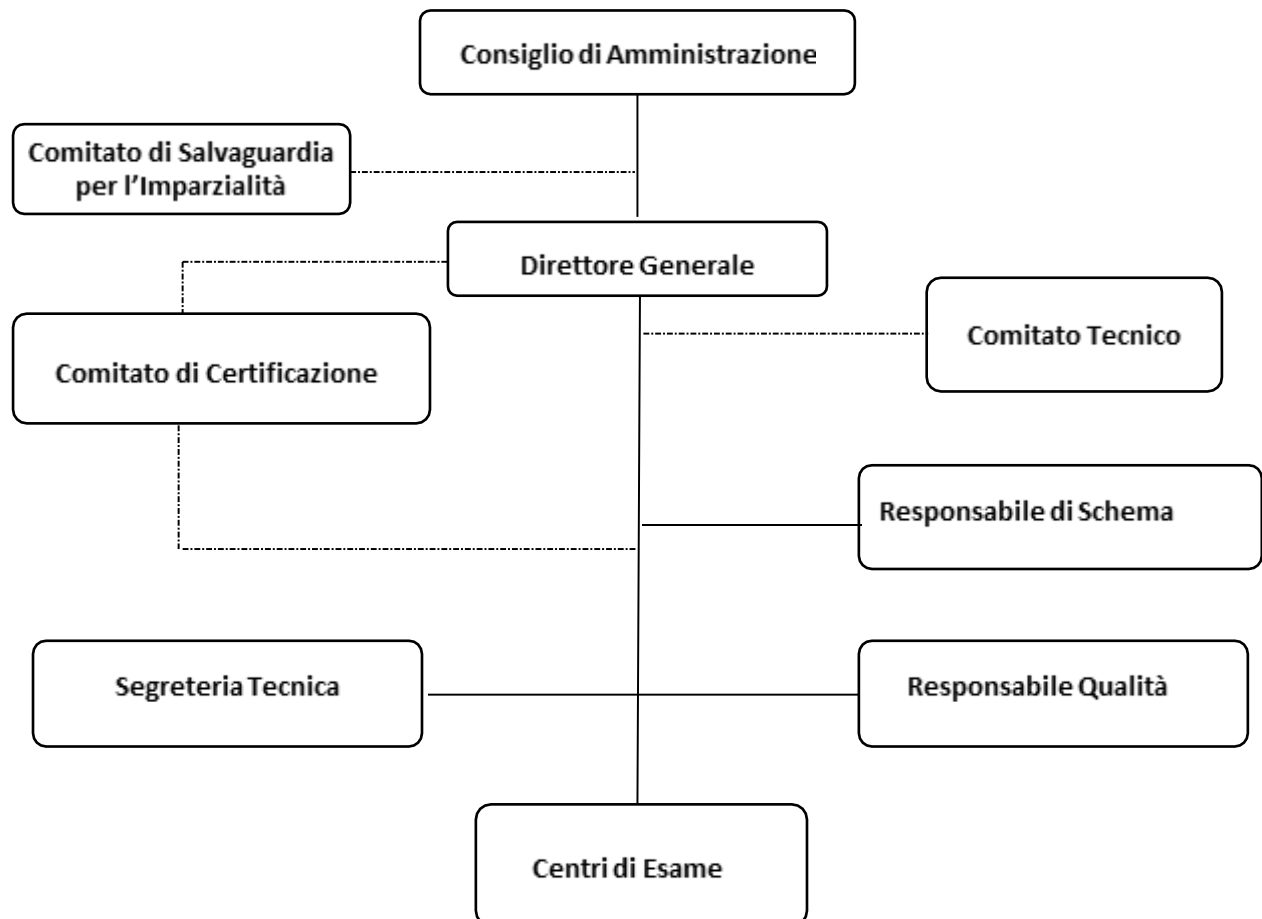 Consiglio di Amministrazione
Comitato di Salvaguardia
per l'Imparzialità
Direttore Generale
Comitato Tecnico
Comitato di Certificazione
Responsabile di Schema
Segreteria Tecnica
Responsabile Qualità
Centri di Esame